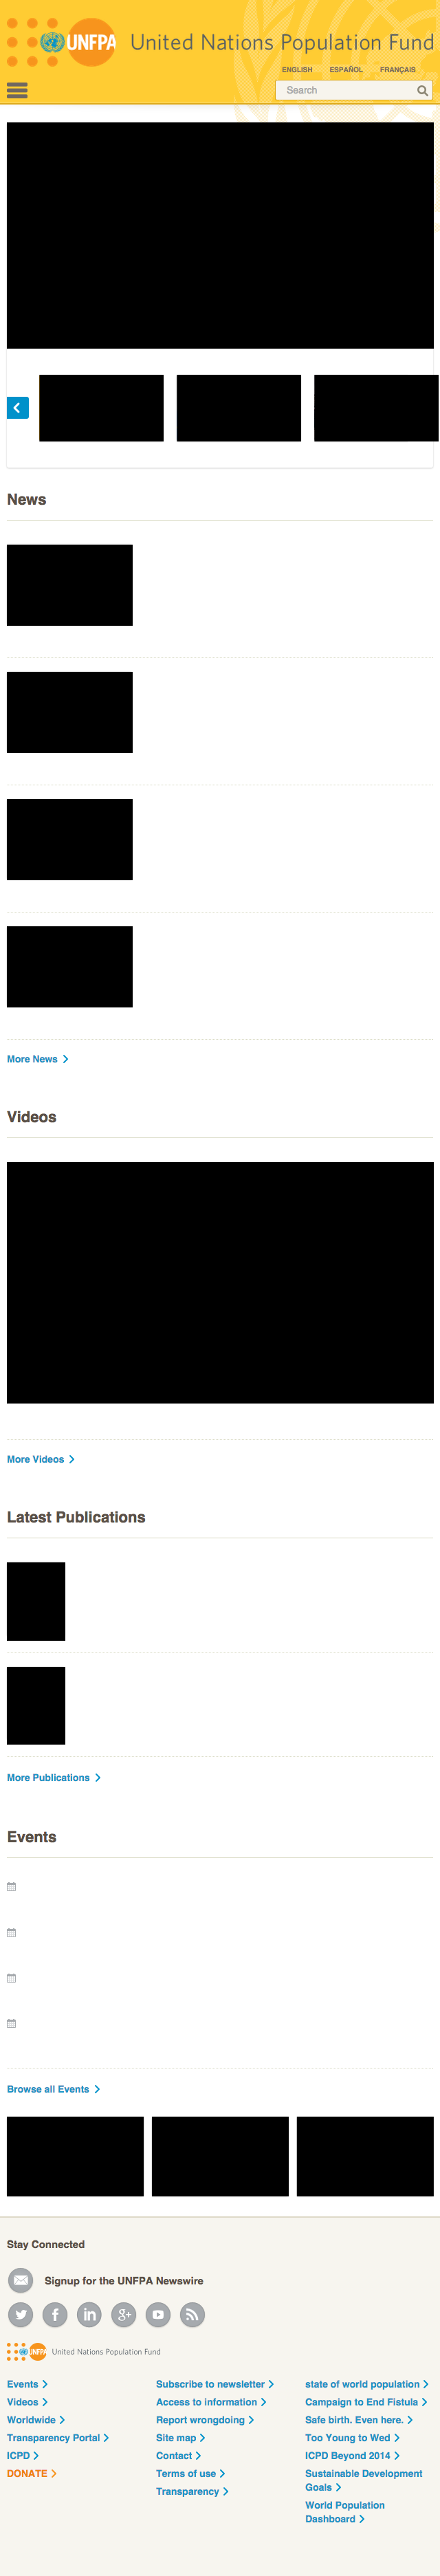 UNFPA
United Nations Population Fund
ENGLISH ESPAÑOL FRANÇAIS
Search
News
More News
Videos
More Videos
Latest Publications
More Publications
Events
Browse all Events
Stay Connected
Signup for the UNFPA Newswire
UNFPA United Nations Population Fund
Events
Videos
Worldwide
Transparency Portal
ICPD
DONATE
Subscribe to newsletter
Access to information
Report wrongdoing
Site map
Contact
Terms of use
Transparency
state of world population
Campaign to End Fistula
Safe birth. Even here.
Too Young to Wed
ICPD Beyond 2014
Sustainable Development
Goals
World Population
Dashboard